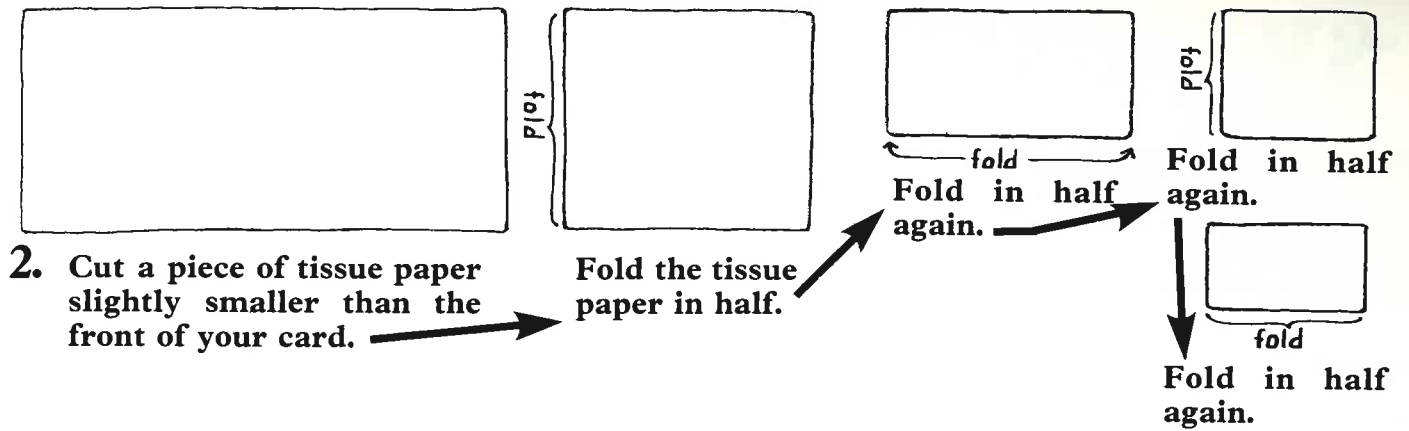 2. Cut a piece of tissue paper
slightly smaller than the
front of your card.
fold
Fold the tissue
paper in half.
fold
Fold in half
again.
fold
Fold in half
again.
fold
Fold in half
again.